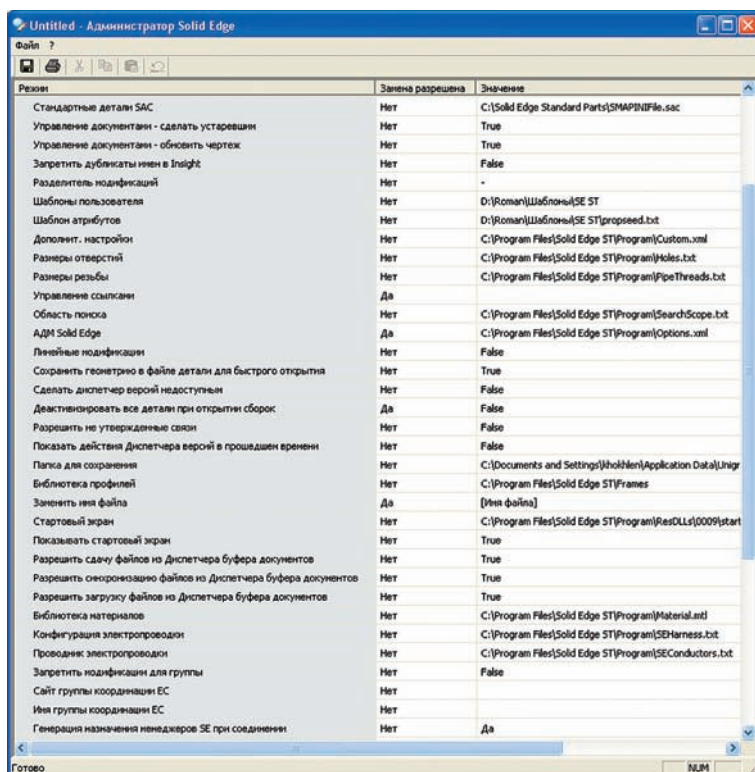 Untitled - Администратор Solid Edge
Файл ?
Режим Замена разрешена Значение
Стандартные детали SAC Нет C:\Solid Edge Standard Parts\SMAPINIFile.sac
Управление документами - сделать устаревшим Нет True
Управление документами - обновить чертеж Нет True
Запретить дубликаты имен в Insight Нет False
Разделитель модификаций Нет -
Шаблоны пользователя Нет D:\Roman\Шаблоны\SE ST
Шаблон атрибутов Нет D:\Roman\Шаблоны\SE ST\propseed.txt
Дополнит. настройки Нет C:\Program Files\Solid Edge ST\Program\Custom.xml
Размеры отверстий Нет C:\Program Files\Solid Edge ST\Program\Holes.txt
Размеры резьбы Нет C:\Program Files\Solid Edge ST\Program\PipeThreads.txt
Управление ссылками Да
Область поиска Нет C:\Program Files\Solid Edge ST\Program\SearchScope.txt
АДМ Solid Edge Да C:\Program Files\Solid Edge ST\Program\Options.xml
Линейные модификации Нет False
Сохранить геометрию в файле детали для быстрого открытия Нет True
Сделать диспетчер версий недоступным Нет False
Деактивизировать все детали при открытии сборок Да False
Разрешить не утвержденные связи Нет False
Показать действия Диспетчера версий в прошедшем времени Нет False
Папка для сохранения Нет C:\Documents and Settings\khokhlen\Application Data\Unigr
Библиотека профилей Нет C:\Program Files\Solid Edge ST\Frames
Заменить имя файла Да [Имя файла]
Стартовый экран Нет C:\Program Files\Solid Edge ST\Program\ResDLLs\0009\start
Показывать стартовый экран Нет True
Разрешить сдачу файлов из Диспетчера буфера документов Нет True
Разрешить синхронизацию файлов из Диспетчера буфера документов Нет True
Разрешить загрузку файлов из Диспетчера буфера документов Нет True
Библиотека материалов Нет C:\Program Files\Solid Edge ST\Program\Material.mtl
Конфигурация электропроводки Нет C:\Program Files\Solid Edge ST\Program\SEHarness.txt
Проводник электропроводки Нет C:\Program Files\Solid Edge ST\Program\SEConductors.txt
Запретить модификации для группы Нет False
Сайт группы координации ЕС Нет
Имя группы координации ЕС Нет
Генерация назначения менеджеров SE при соединении Нет Да
Готово NUM